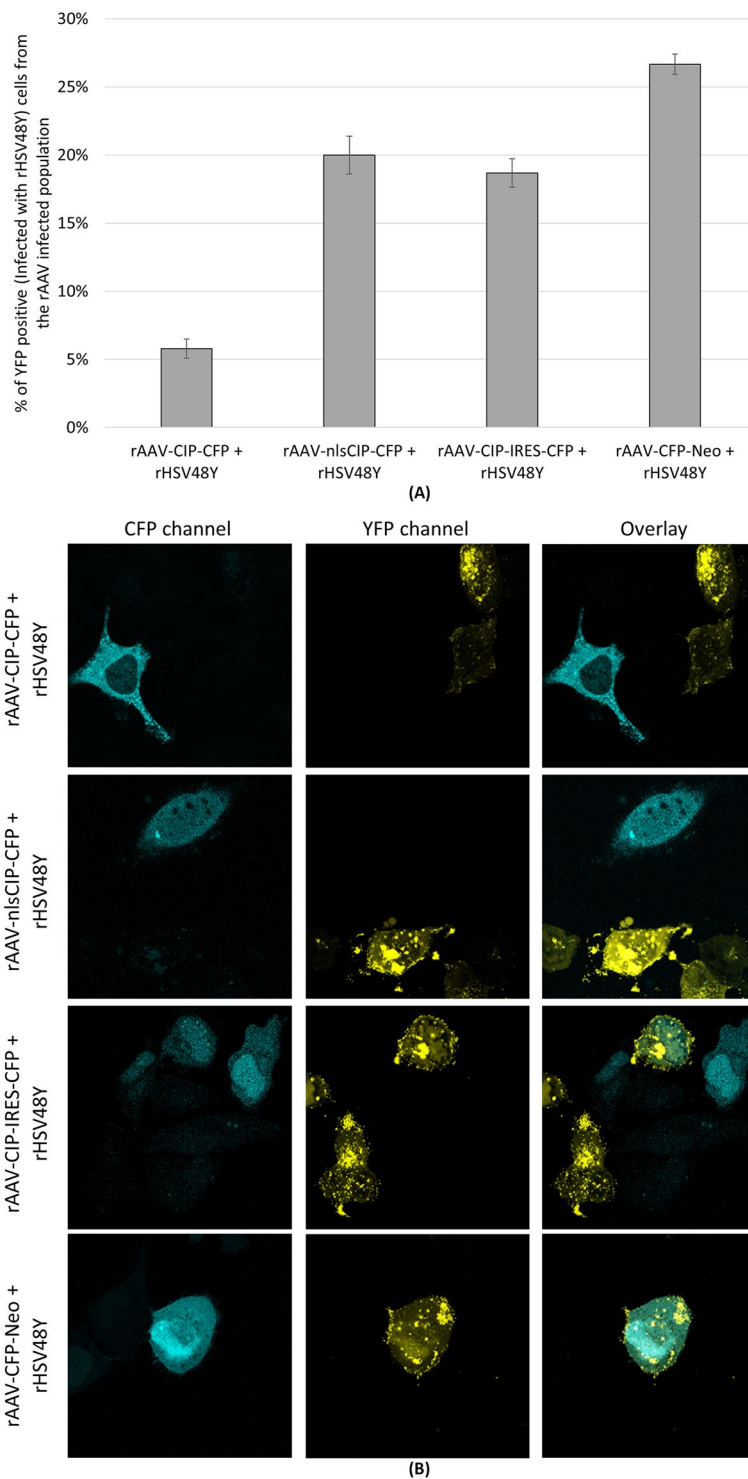 30%
25%
20%
15%
10%
5%
0%
% of YFP positive (Infected with rHSV48Y) cells from
the rAAV infected population
rAAV-CIP-CFP +
rHSV48Y
rAAV-nlsCIP-CFP +
rHSV48Y
rAAV-CIP-IRES-CFP +
rHSV48Y
rAAV-CFP-Neo +
rHSV48Y
(A)
CFP channel
YFP channel
Overlay
rAAV-CIP-CFP +
rHSV48Y
rAAV-nlsCIP-CFP +
rHSV48Y
rAAV-CIP-IRES-CFP +
rHSV48Y
rAAV-CFP-Neo +
rHSV48Y
(B)